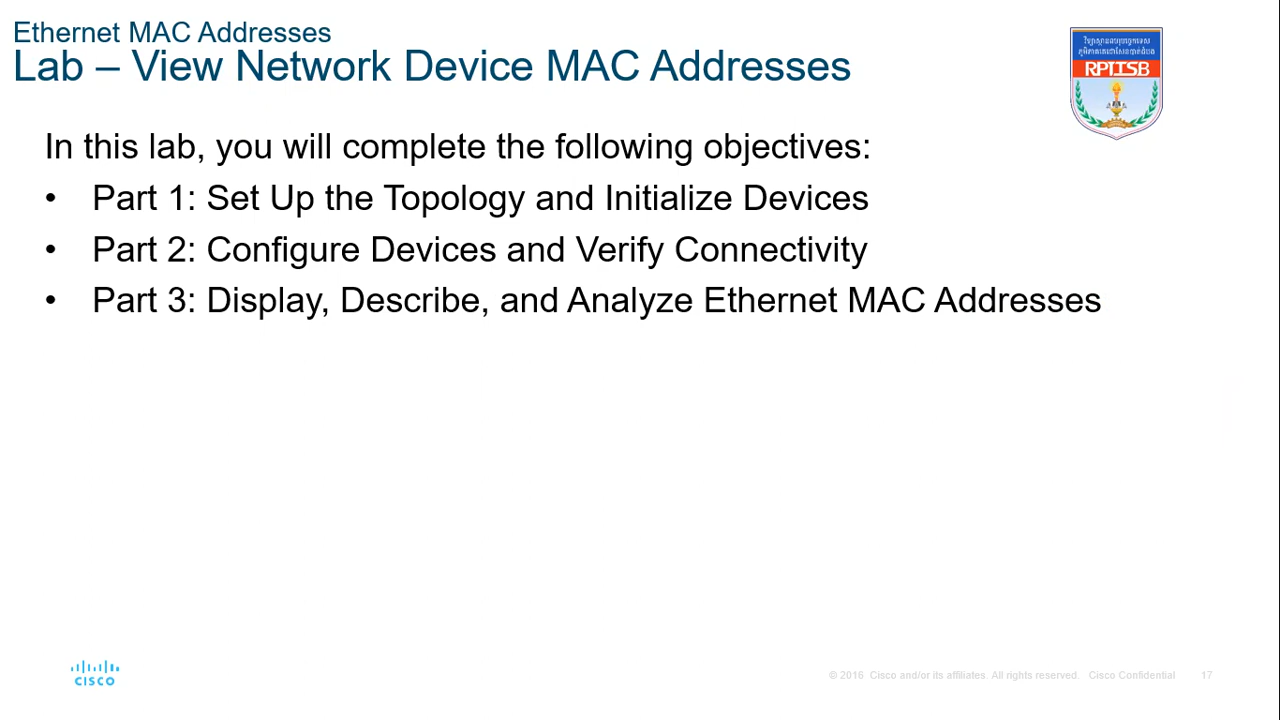 Ethernet MAC Addresses
Lab – View Network Device MAC Addresses
RPITSB
In this lab, you will complete the following objectives:
• Part 1: Set Up the Topology and Initialize Devices
• Part 2: Configure Devices and Verify Connectivity
• Part 3: Display, Describe, and Analyze Ethernet MAC Addresses
CISCO
© 2016 Cisco and/or its affiliates. All rights reserved. Cisco Confidential 17